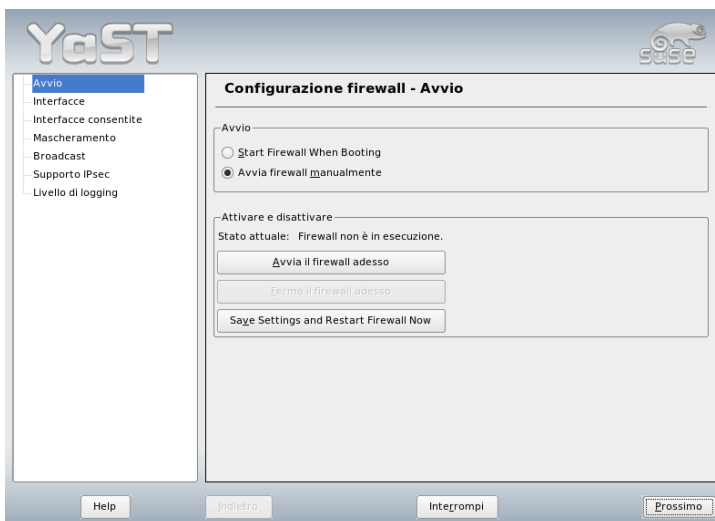 YaST
SUSE
Avvio
Interfacce
Interfacce consentite
Mascheramento
Broadcast
Supporto IPsec
Livello di logging
Configurazione firewall - Avvio
Avvio
Start Firewall When Booting
Avvia firewall manualmente
Attivare e disattivare
Stato attuale: Firewall non è in esecuzione.
Avvia il firewall adesso
Ferma il firewall adesso
Save Settings and Restart Firewall Now
Help
Indietro
Interrompi
Prossimo